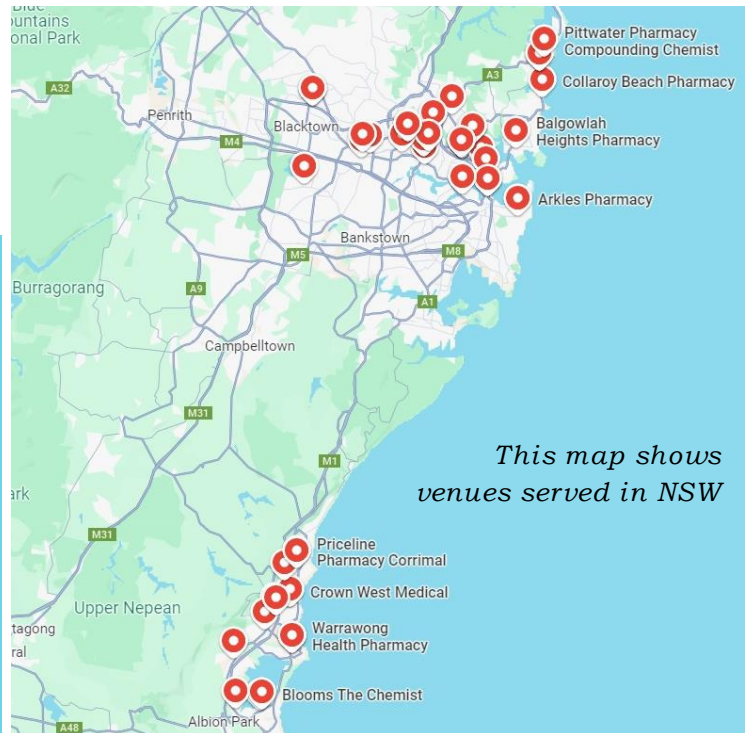 Blue
ountains
onal Park
A32
Penrith
Blacktown
M4
A3
Pittwater Pharmacy
Compounding Chemist
Collaroy Beach Pharmacy
Balgowlah
Heights Pharmacy
Arkles Pharmacy
Bankstown
M5
M8
Burragorang
A9
A1
Campbelltown
M31
M1
ark
This map shows
venues served in NSW
M31
Priceline
Pharmacy Corrimal
Crown West Medical
Upper Nepean
ttagong
ral
Warrawong
Health Pharmacy
Blooms The Chemist
Albion Park
A48